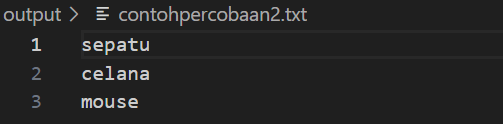 output > contohpercobaan2.txt
1 sepatu
2 celana
3 mouse